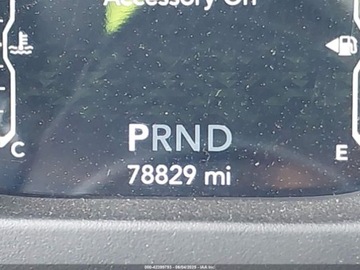 Accessory On
PRND
C
E
78829 mi